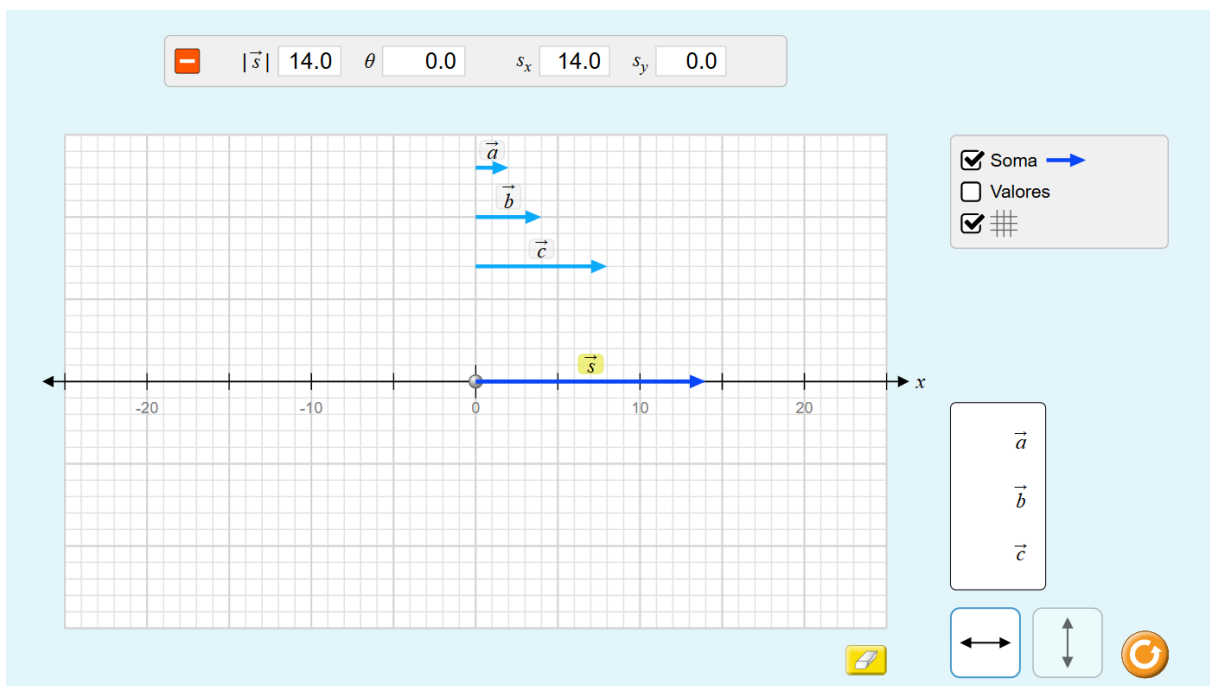 |s⃗| 14.0 θ 0.0 sₓ 14.0 s_y 0.0
a⃗
b⃗
c⃗
s⃗
x
-20 -10 0 10 20
Soma
Valores
a⃗
b⃗
c⃗